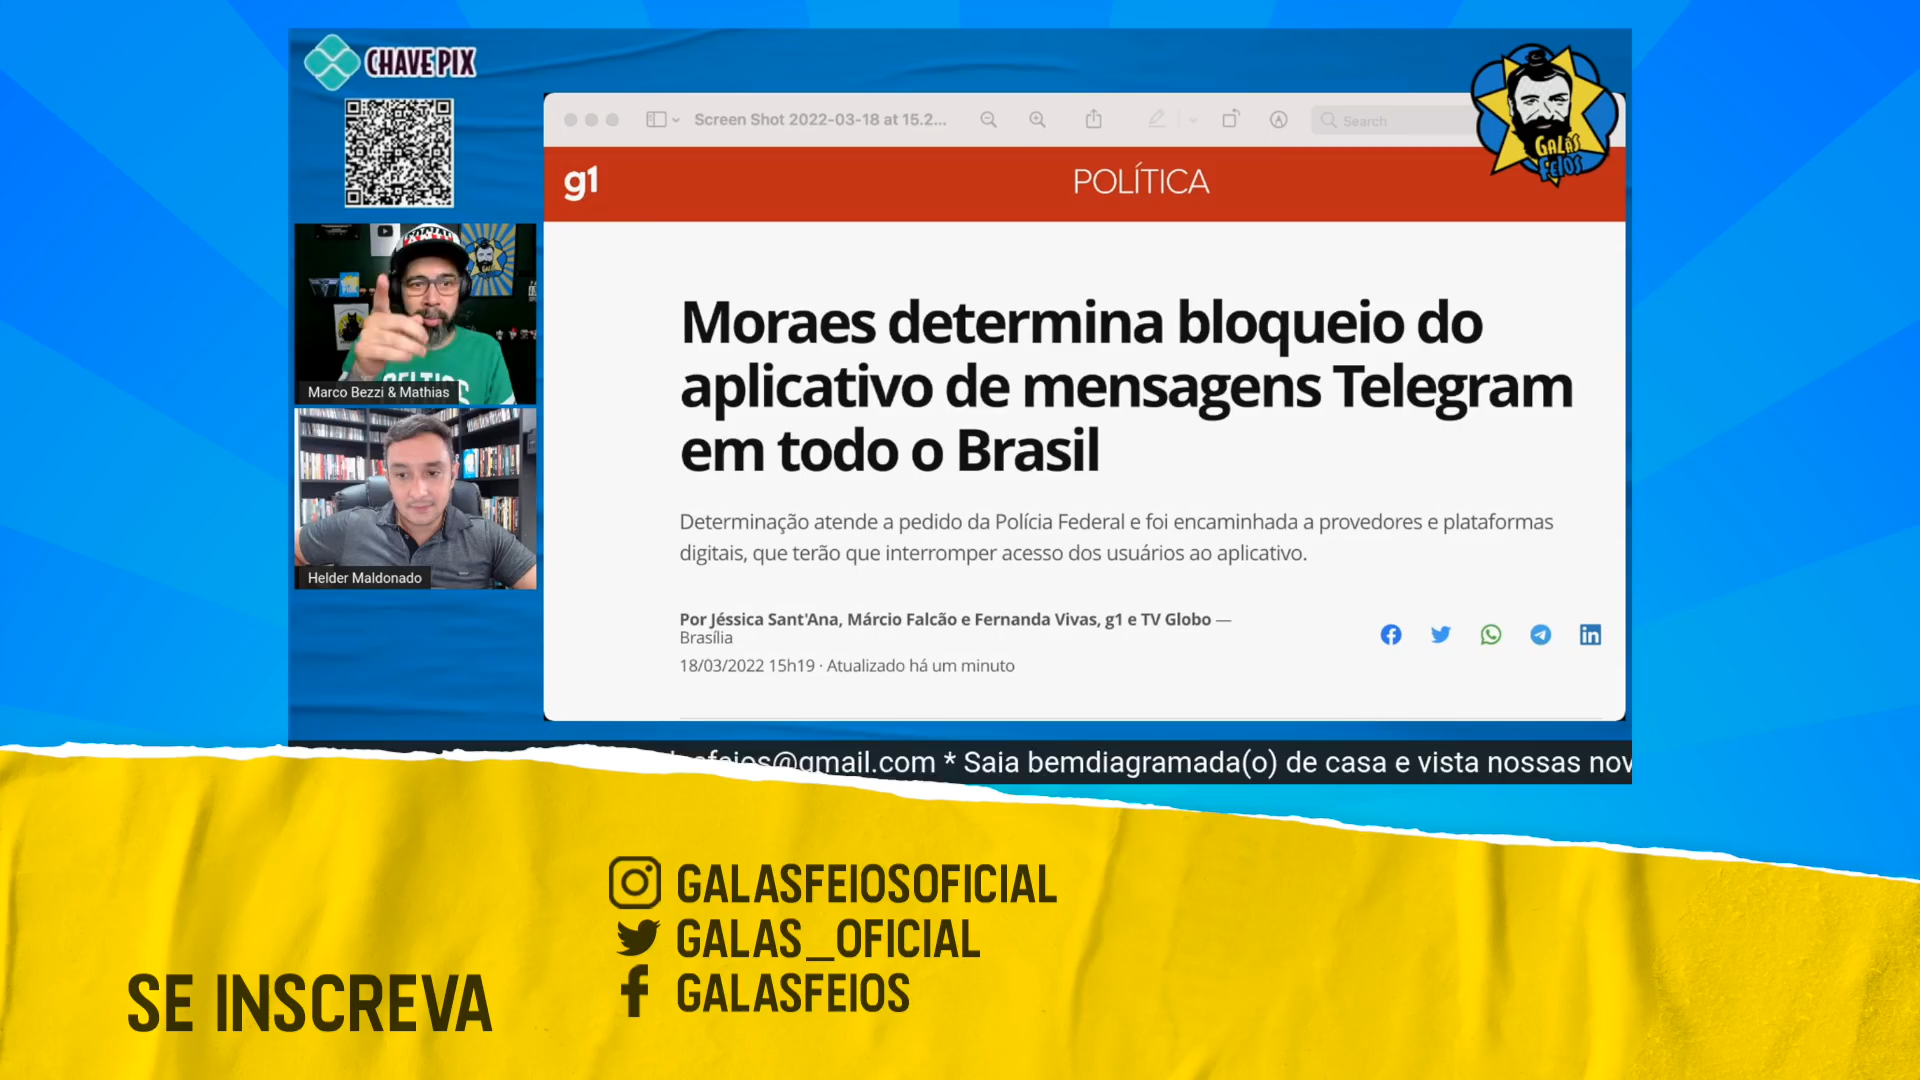 CHAVE PIX
Screen Shot 2022-03-18 at 15.2...
Search
GALÃS
FEIOS
g1
POLÍTICA
Moraes determina bloqueio do
aplicativo de mensagens Telegram
em todo o Brasil
Determinação atende a pedido da Polícia Federal e foi encaminhada a provedores e plataformas
digitais, que terão que interromper acesso dos usuários ao aplicativo.
Por Jéssica Sant'Ana, Márcio Falcão e Fernanda Vivas, g1 e TV Globo —
Brasília
18/03/2022 15h19 · Atualizado há um minuto
CELTICS
Marco Bezzi & Mathias
Helder Maldonado
@gmail.com * Saia bemdiagramada(o) de casa e vista nossas nov
GALASFEIOSOFICIAL
GALAS_OFICIAL
GALASFEIOS
SE INSCREVA